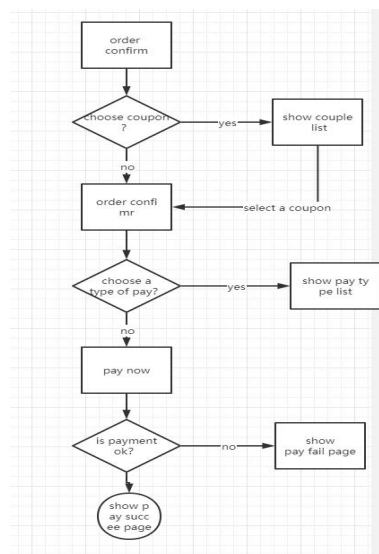 order
confirm
choose coupon
?
yes
show couple
list
no
order confi
mr
select a coupon
choose a
type of pay?
yes
show pay ty
pe list
no
pay now
is payment
ok?
no
show
pay fail page
show p
ay succ
ee page